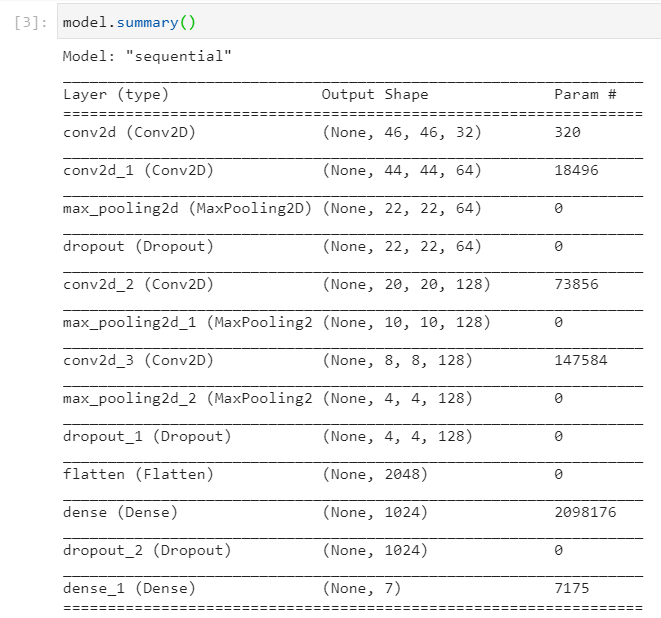 [3]: model.summary()
Model: "sequential"
_________________________________________________________________
Layer (type)                 Output Shape              Param #
=================================================================
conv2d (Conv2D)              (None, 46, 46, 32)        320
_________________________________________________________________
conv2d_1 (Conv2D)            (None, 44, 44, 64)        18496
_________________________________________________________________
max_pooling2d (MaxPooling2D) (None, 22, 22, 64)        0
_________________________________________________________________
dropout (Dropout)            (None, 22, 22, 64)        0
_________________________________________________________________
conv2d_2 (Conv2D)            (None, 20, 20, 128)       73856
_________________________________________________________________
max_pooling2d_1 (MaxPooling2 (None, 10, 10, 128)       0
_________________________________________________________________
conv2d_3 (Conv2D)            (None, 8, 8, 128)         147584
_________________________________________________________________
max_pooling2d_2 (MaxPooling2 (None, 4, 4, 128)         0
_________________________________________________________________
dropout_1 (Dropout)          (None, 4, 4, 128)         0
_________________________________________________________________
flatten (Flatten)            (None, 2048)              0
_________________________________________________________________
dense (Dense)                (None, 1024)              2098176
_________________________________________________________________
dropout_2 (Dropout)          (None, 1024)              0
_________________________________________________________________
dense_1 (Dense)              (None, 7)                 7175
=================================================================